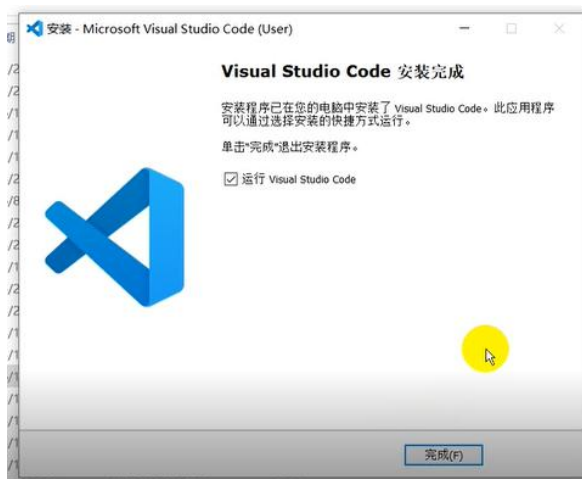 安装 - Microsoft Visual Studio Code (User)
Visual Studio Code 安装完成
安装程序已在您的电脑中安装了 Visual Studio Code。此应用程序
可以通过选择安装的快捷方式运行。
单击“完成”退出安装程序。
运行 Visual Studio Code
完成(F)